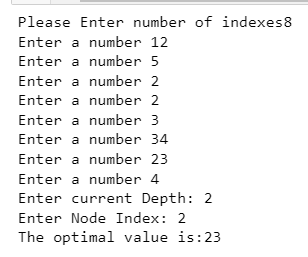 Please Enter number of indexes8
Enter a number 12
Enter a number 5
Enter a number 2
Enter a number 2
Enter a number 3
Enter a number 34
Enter a number 23
Enter a number 4
Enter current Depth: 2
Enter Node Index: 2
The optimal value is:23